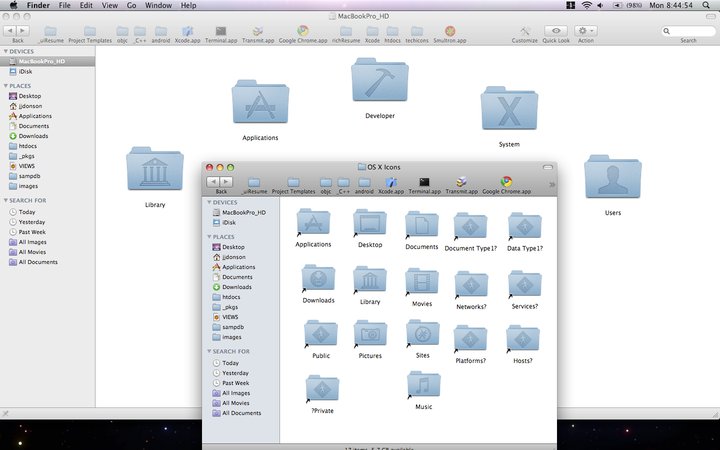 Finder File Edit View Go Window Help (98%) Mon 8:44:54
MacBookPro_HD
Back _uiResume Project Templates objc _C++ android Xcode.app Terminal.app Transmit.app Google Chrome.app richResume Xcode htdocs techicons Smultron.app Customize Quick Look Action Search
DEVICES
MacBookPro_HD
iDisk
PLACES
Desktop
jjdonson
Applications
Documents
Downloads
htdocs
_pkgs
VIEWS
sampdb
images
SEARCH FOR
Today
Yesterday
Past Week
All Images
All Movies
All Documents
Developer
Applications
System
Library
Users
OS X Icons
Back _uiResume Project Templates objc _C++ android Xcode.app Terminal.app Transmit.app Google Chrome.app
DEVICES
MacBookPro_HD
iDisk
PLACES
Desktop
jjdonson
Applications
Documents
Downloads
htdocs
_pkgs
VIEWS
sampdb
images
SEARCH FOR
Today
Yesterday
Past Week
All Images
All Movies
All Documents
Applications Desktop Documents Document Type1? Data Type1?
Downloads Library Movies Networks? Services?
Public Pictures Sites Platforms? Hosts?
?Private Music